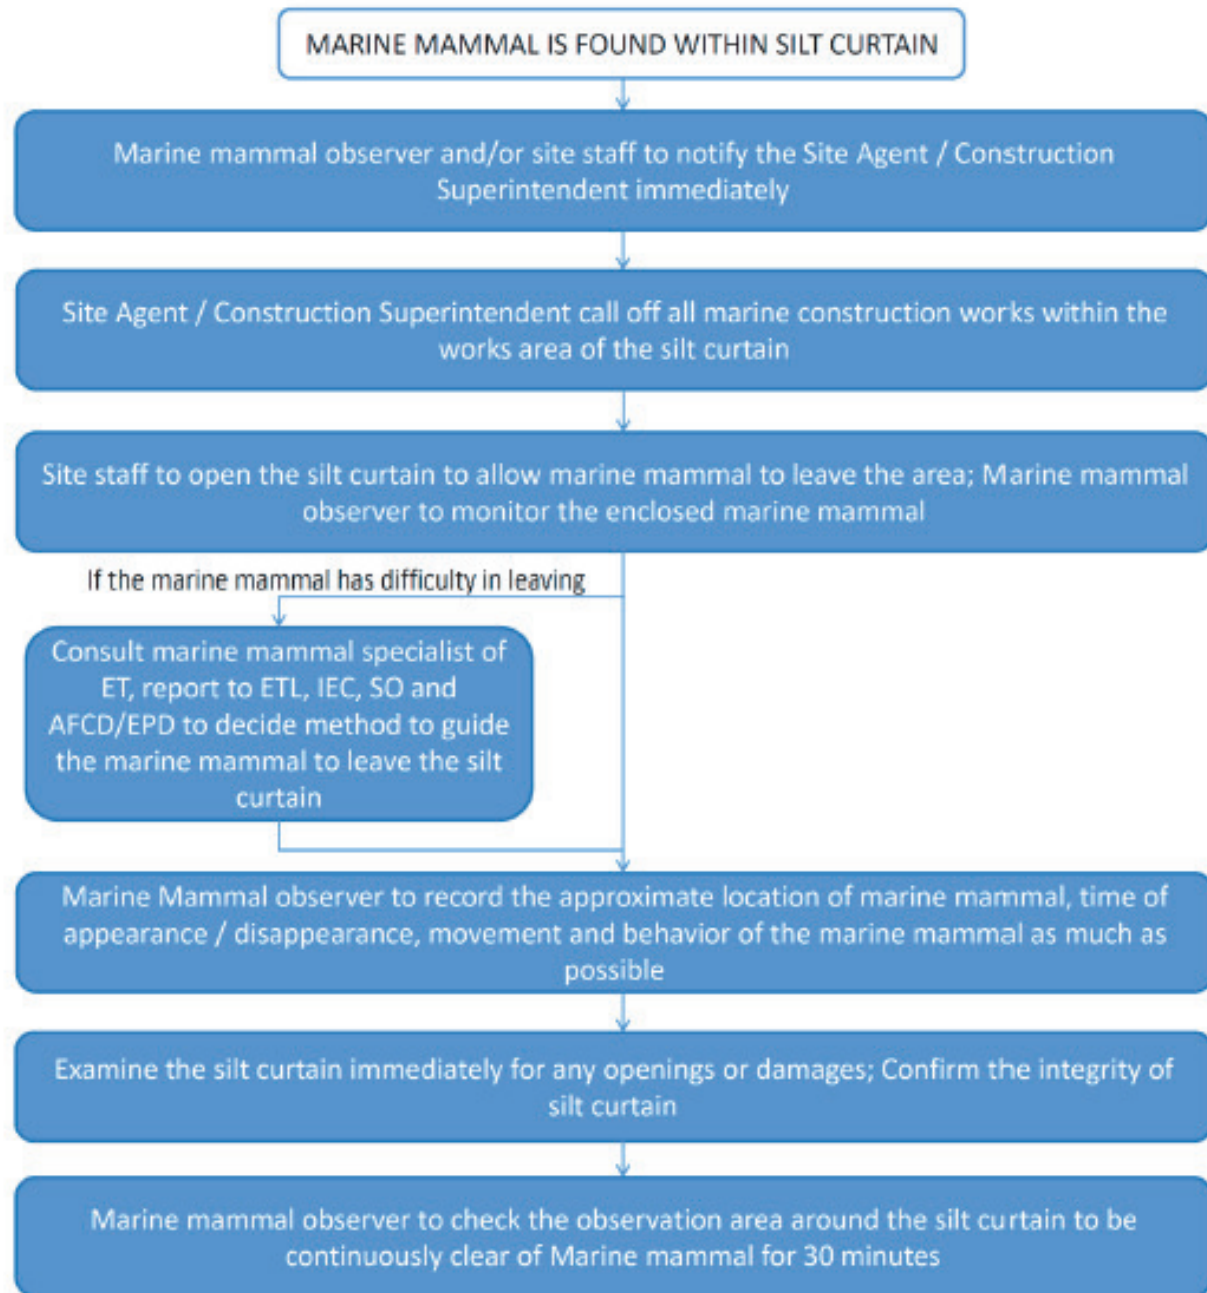 MARINE MAMMAL IS FOUND WITHIN SILT CURTAIN
Marine mammal observer and/or site staff to notify the Site Agent / Construction
Superintendent immediately
Site Agent / Construction Superintendent call off all marine construction works within the
works area of the silt curtain
Site staff to open the silt curtain to allow marine mammal to leave the area; Marine mammal
observer to monitor the enclosed marine mammal
If the marine mammal has difficulty in leaving
Consult marine mammal specialist of
ET, report to ETL, IEC, SO and
AFCD/EPD to decide method to guide
the marine mammal to leave the silt
curtain
Marine Mammal observer to record the approximate location of marine mammal, time of
appearance / disappearance, movement and behavior of the marine mammal as much as
possible
Examine the silt curtain immediately for any openings or damages; Confirm the integrity of
silt curtain
Marine mammal observer to check the observation area around the silt curtain to be
continuously clear of Marine mammal for 30 minutes